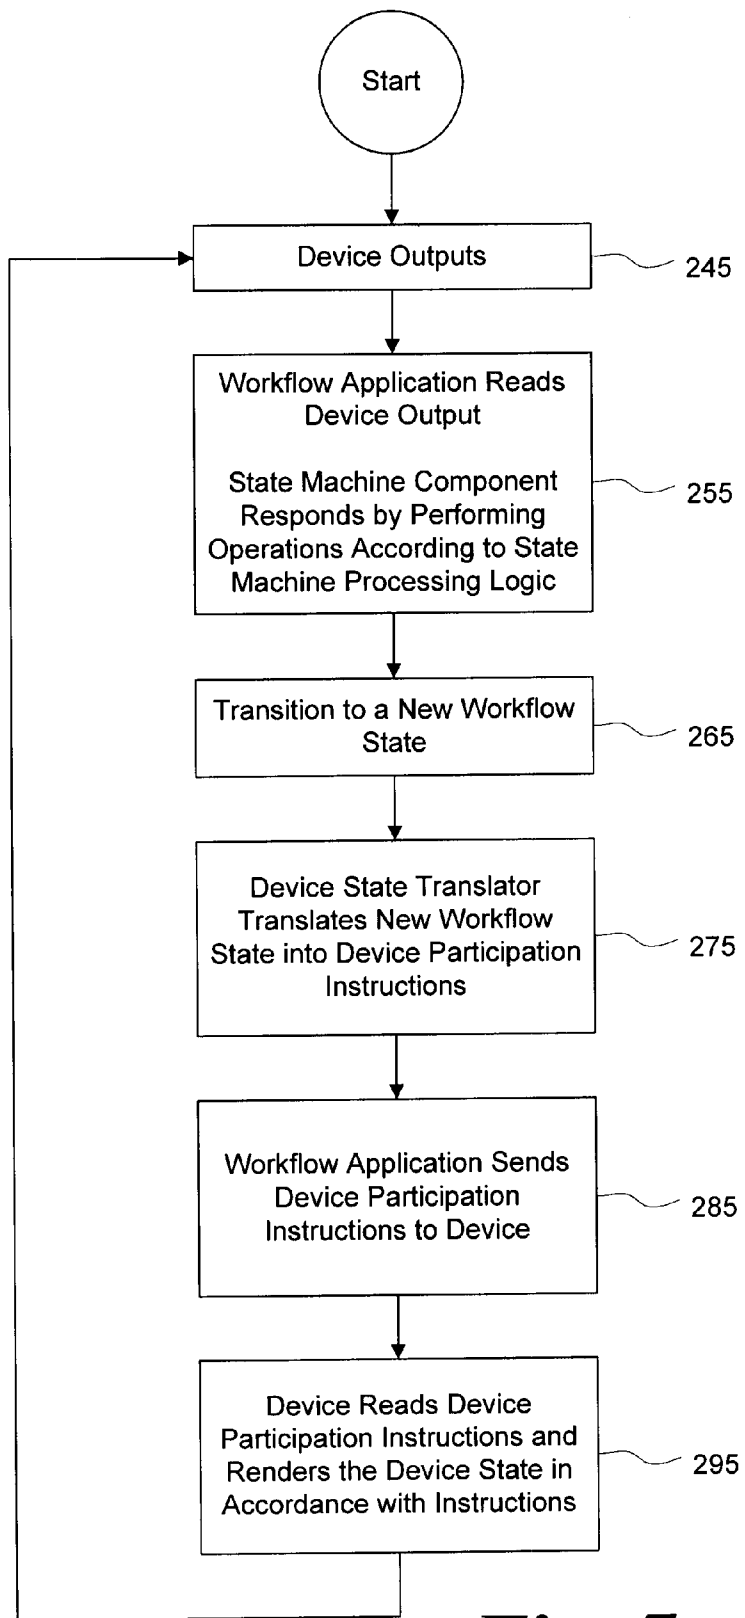 Start
Device Outputs
245
Workflow Application Reads
Device Output
State Machine Component
Responds by Performing
Operations According to State
Machine Processing Logic
255
Transition to a New Workflow
State
265
Device State Translator
Translates New Workflow
State into Device Participation
Instructions
275
Workflow Application Sends
Device Participation
Instructions to Device
285
Device Reads Device
Participation Instructions and
Renders the Device State in
Accordance with Instructions
295